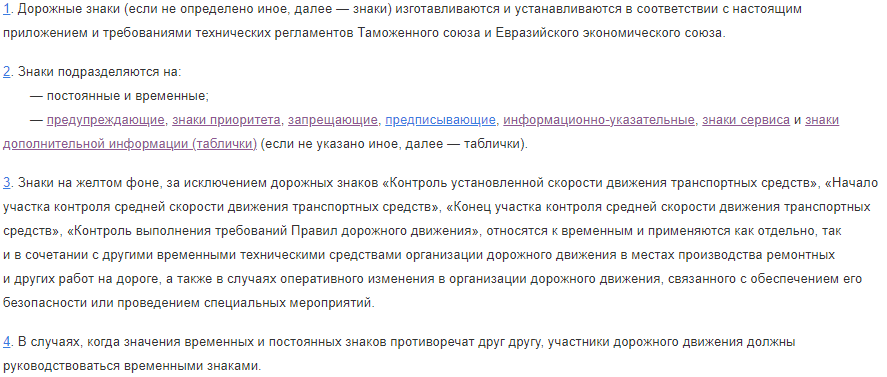 1. Дорожные знаки (если не определено иное, далее — знаки) изготавливаются и устанавливаются в соответствии с настоящим
приложением и требованиями технических регламентов Таможенного союза и Евразийского экономического союза.
2. Знаки подразделяются на:
— постоянные и временные;
— предупреждающие, знаки приоритета, запрещающие, предписывающие, информационно-указательные, знаки сервиса и знаки
дополнительной информации (таблички) (если не указано иное, далее — таблички).
3. Знаки на желтом фоне, за исключением дорожных знаков «Контроль установленной скорости движения транспортных средств», «Начало
участка контроля средней скорости движения транспортных средств», «Конец участка контроля средней скорости движения транспортных
средств», «Контроль выполнения требований Правил дорожного движения», относятся к временным и применяются как отдельно, так
и в сочетании с другими временными техническими средствами организации дорожного движения в местах производства ремонтных
и других работ на дороге, а также в случаях оперативного изменения в организации дорожного движения, связанного с обеспечением его
безопасности или проведением специальных мероприятий.
4. В случаях, когда значения временных и постоянных знаков противоречат друг другу, участники дорожного движения должны
руководствоваться временными знаками.